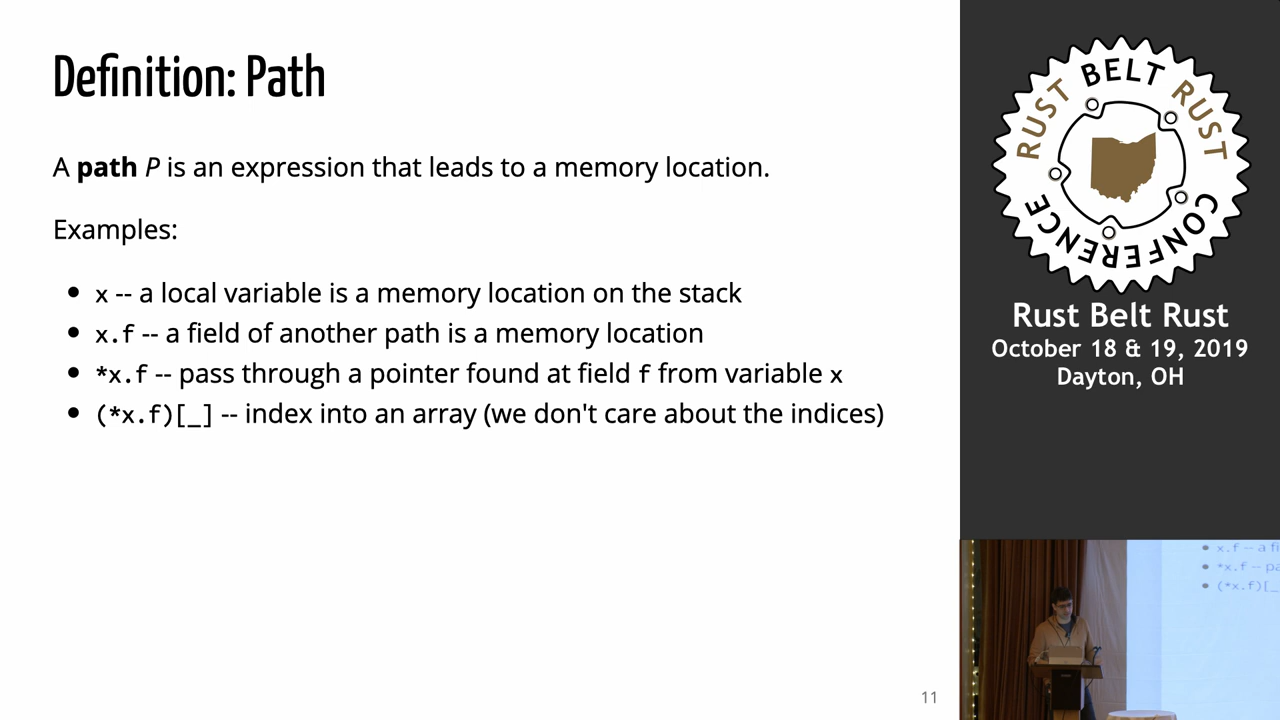 Definition: Path
A path P is an expression that leads to a memory location.
Examples:
• x -- a local variable is a memory location on the stack
• x.f -- a field of another path is a memory location
• *x.f -- pass through a pointer found at field f from variable x
• (*x.f)[_] -- index into an array (we don't care about the indices)
11
RUST BELT RUST
CONFERENCE
Rust Belt Rust
October 18 & 19, 2019
Dayton, OH
• x.f -- a fi
• *x.f -- pa
• (*x.f)[_